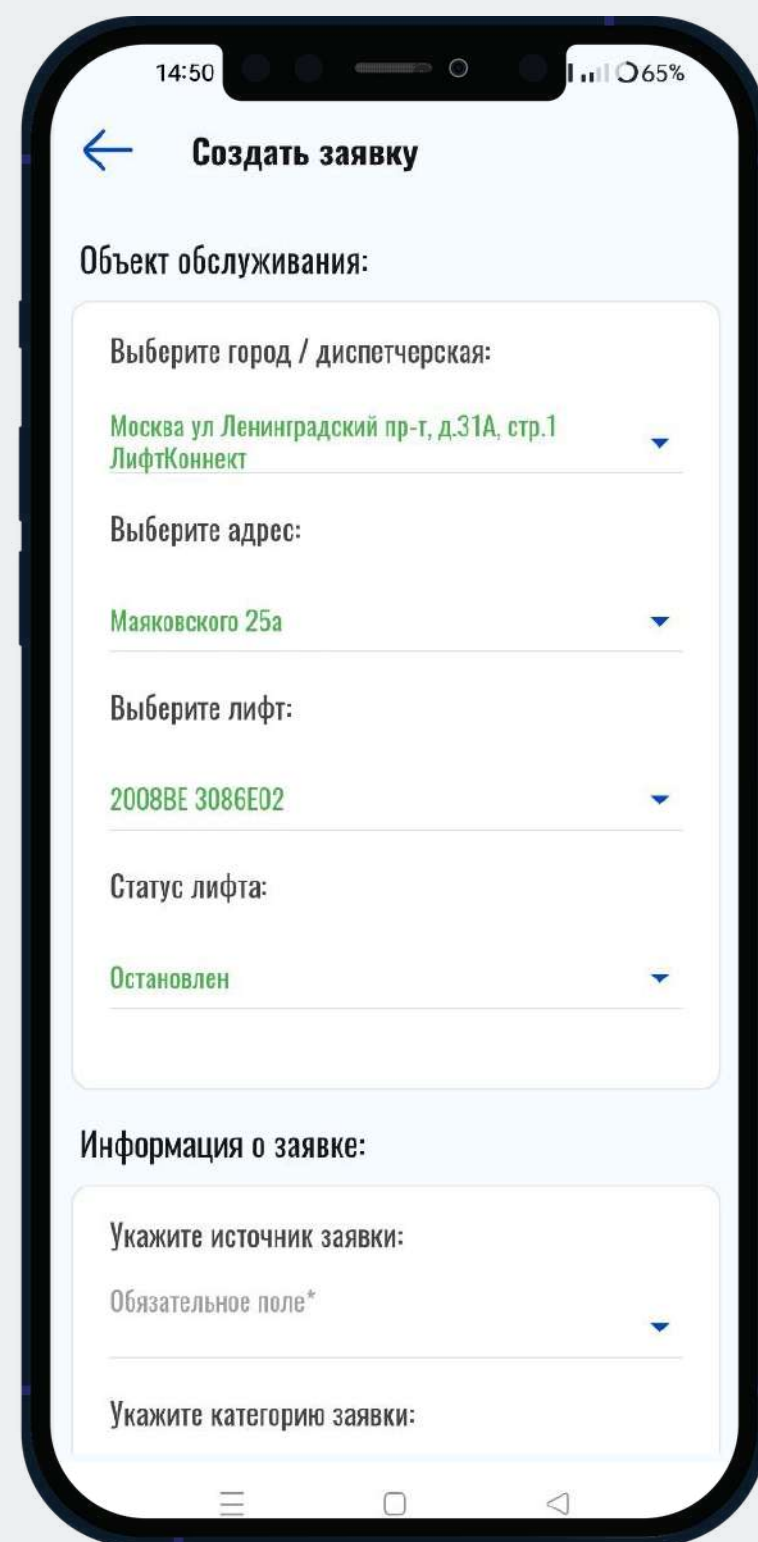 14:50
65%
Создать заявку
Объект обслуживания:
Выберите город / диспетчерская:
Москва ул Ленинградский пр-т, д.31А, стр.1
ЛифтКоннект
Выберите адрес:
Маяковского 25а
Выберите лифт:
2008BE 3086E02
Статус лифта:
Остановлен
Информация о заявке:
Укажите источник заявки:
Обязательное поле*
Укажите категорию заявки: